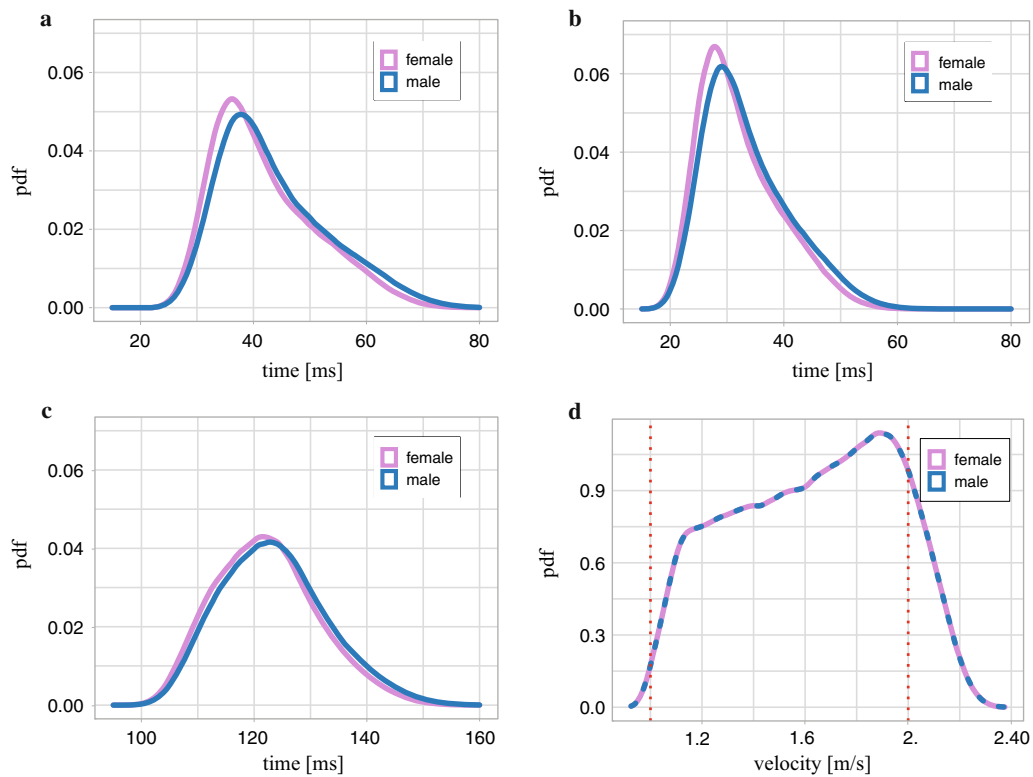 a
0.06
0.04
0.02
0.00
pdf
20 40 60 80
time [ms]
female
male
b
0.06
0.04
0.02
0.00
pdf
20 40 60 80
time [ms]
female
male
c
0.06
0.04
0.02
0.00
pdf
100 120 140 160
time [ms]
female
male
d
0.9
0.6
0.3
0.0
pdf
1.2 1.6 2. 2.40
velocity [m/s]
female
male